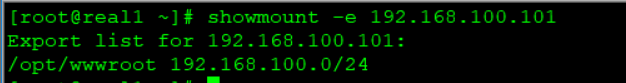 [root@real1 ~]# showmount -e 192.168.100.101
Export list for 192.168.100.101:
/opt/wwwroot 192.168.100.0/24